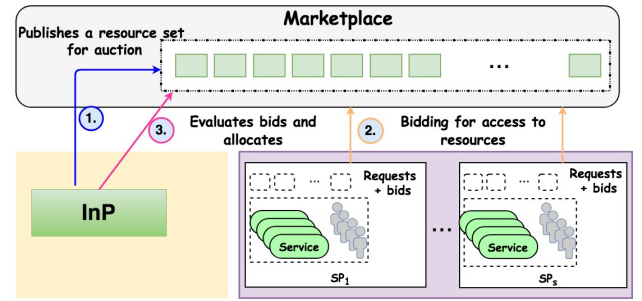 Marketplace
Publishes a resource set
for auction
...
1.
3.
Evaluates bids and
allocates
2.
Bidding for access to
resources
InP
...
Requests
+ bids
Service
SP1
...
...
Requests
+ bids
Service
SPs